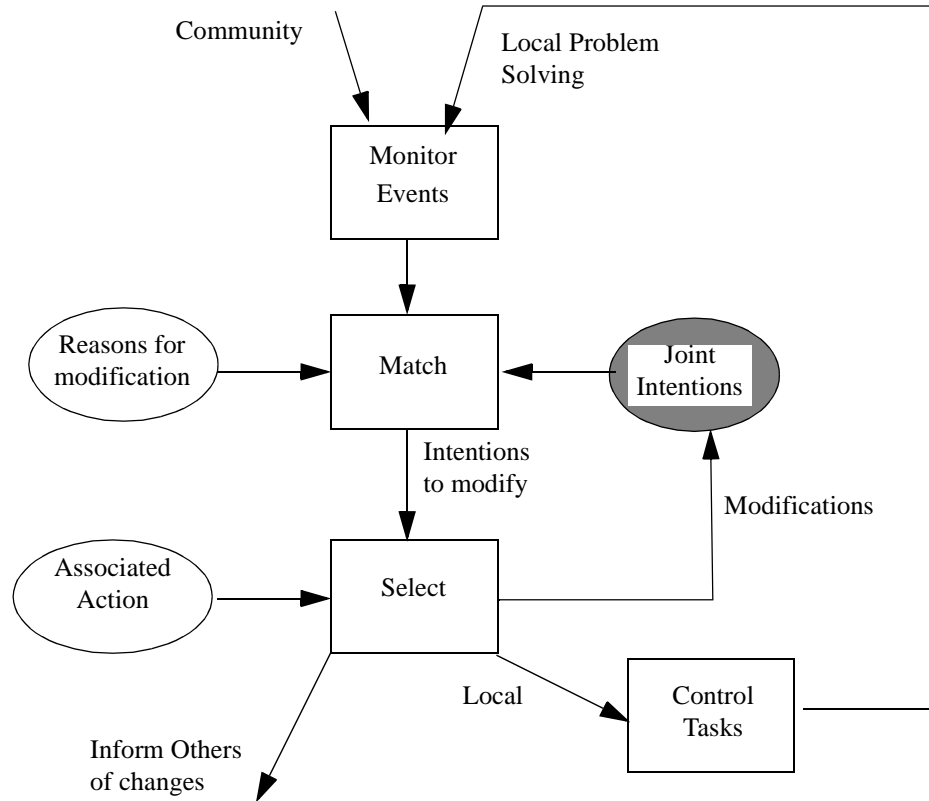 Community
Local Problem
Solving
Monitor
Events
Reasons for
modification
Match
Joint
Intentions
Intentions
to modify
Modifications
Associated
Action
Select
Local
Control
Tasks
Inform Others
of changes